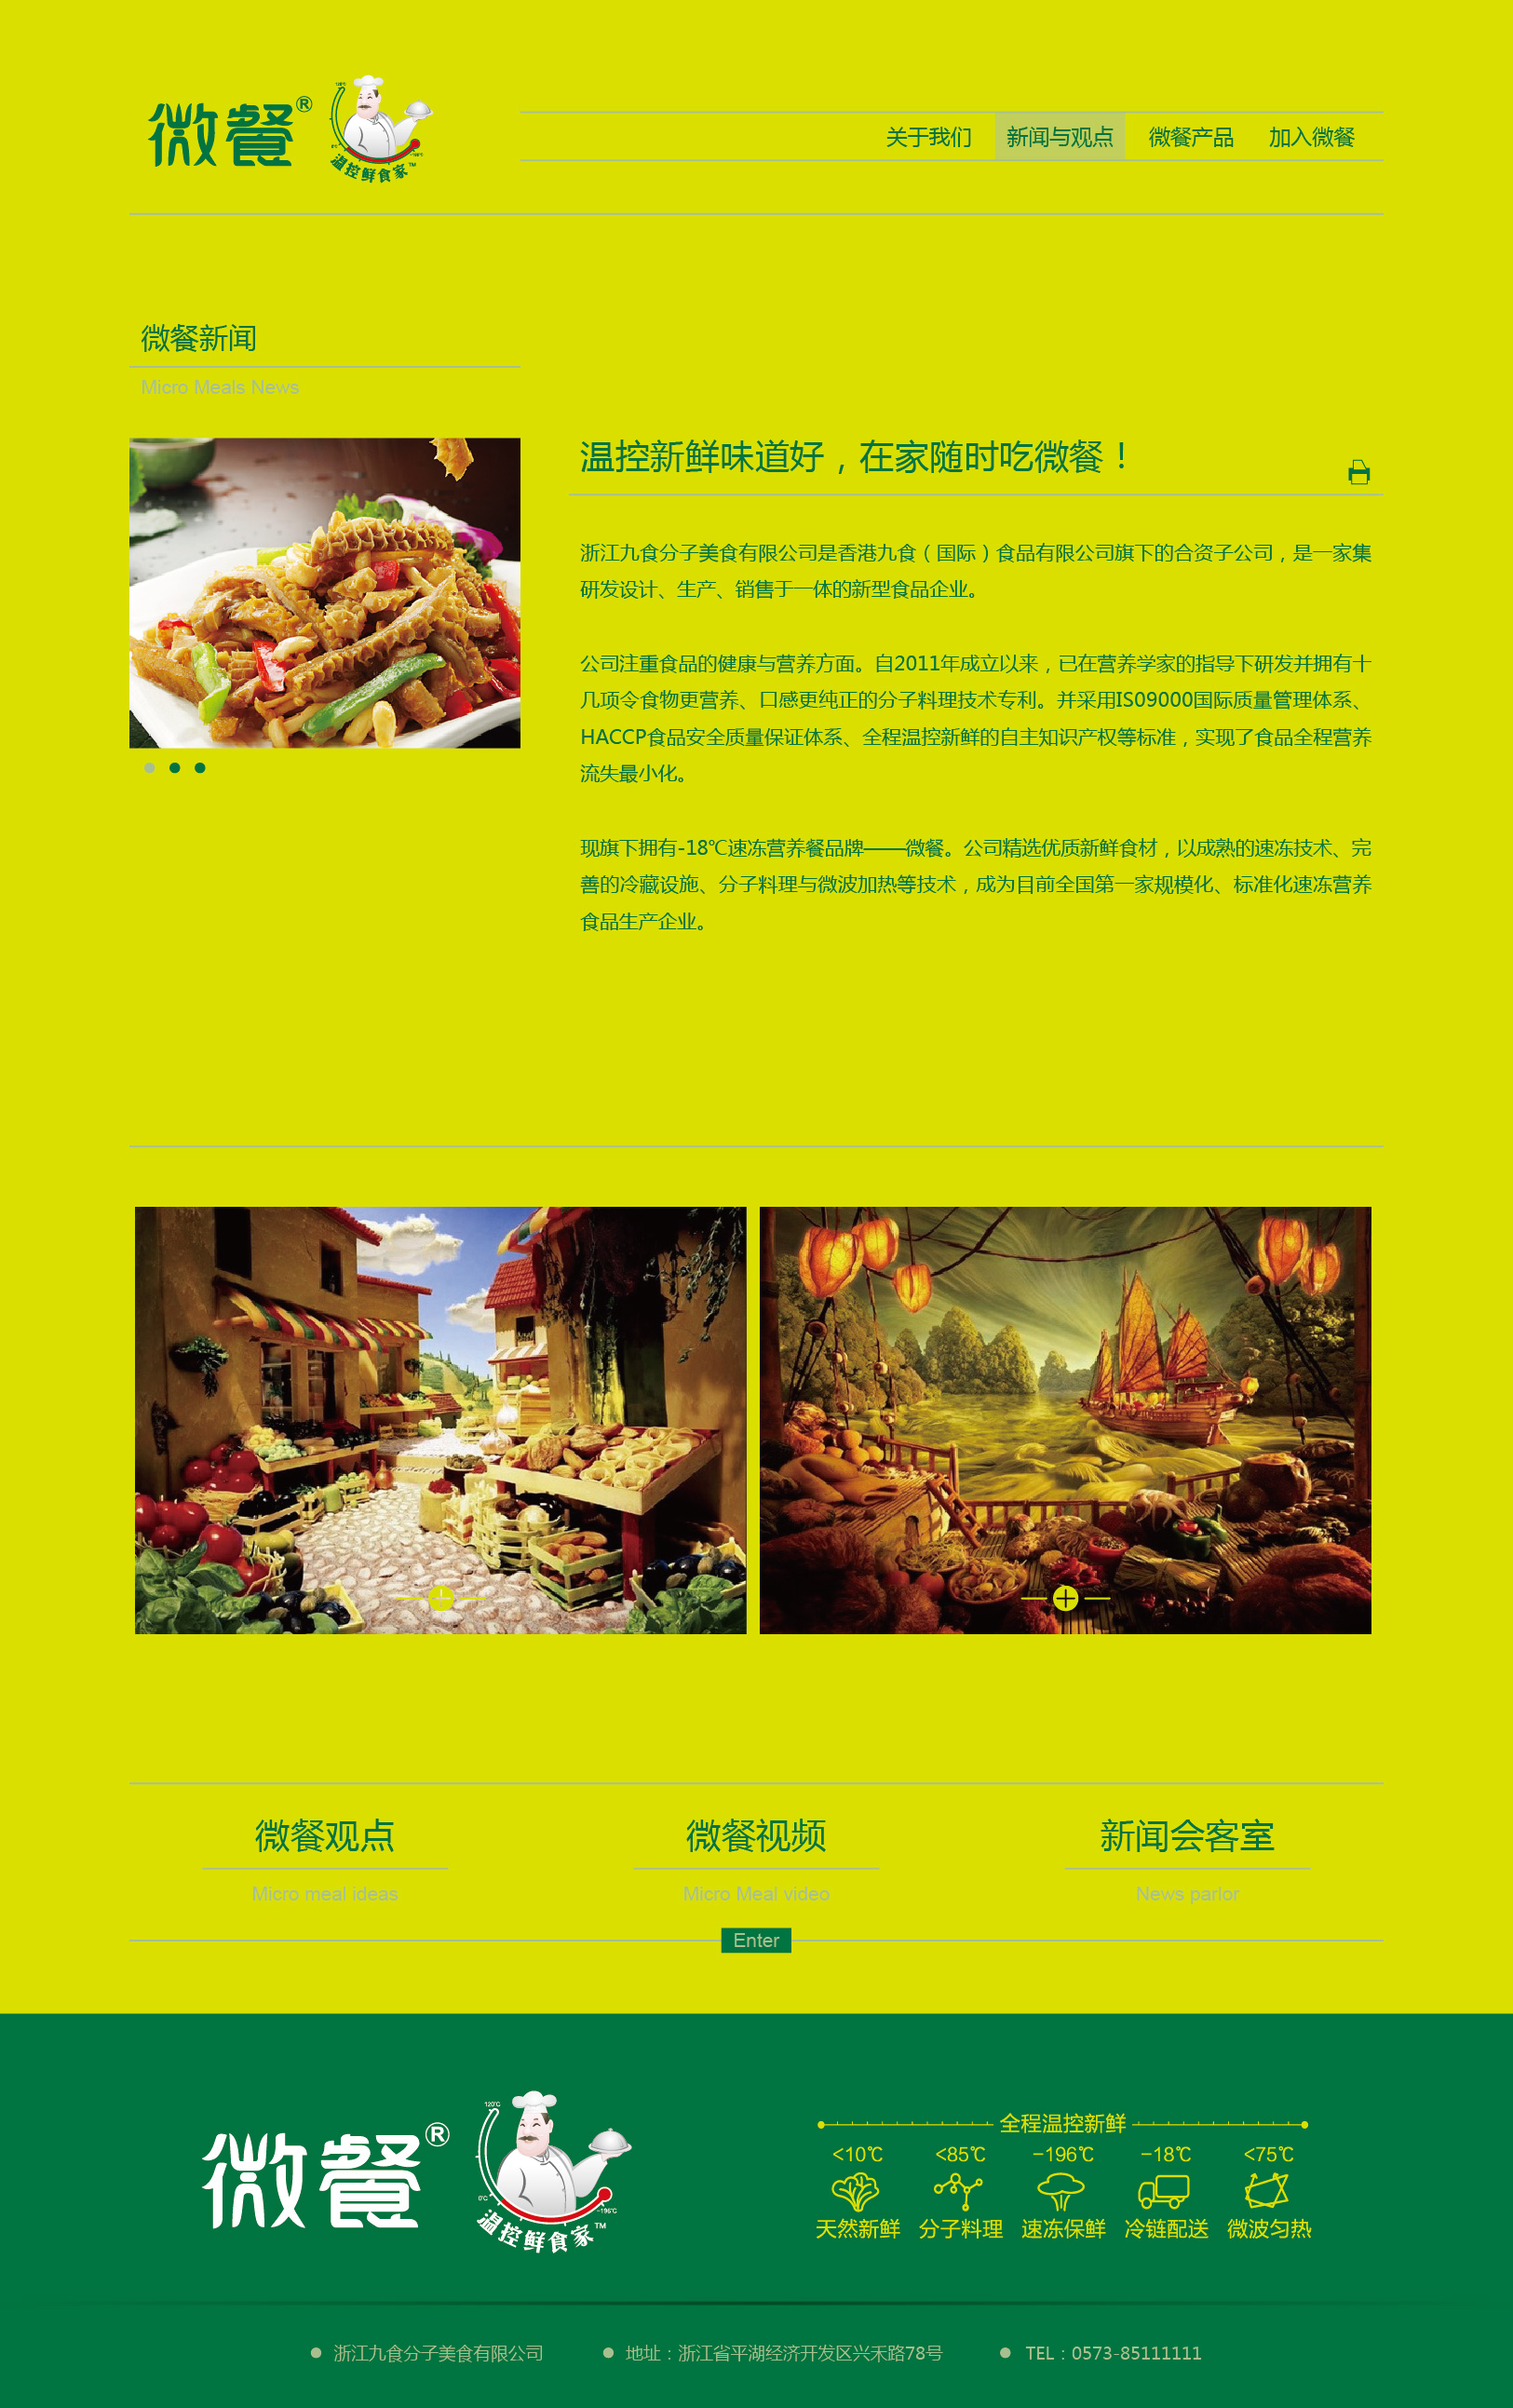 微餐®
120℃
0℃
-196℃
温控鲜食家™
关于我们 新闻与观点 微餐产品 加入微餐
微餐新闻
Micro Meals News
温控新鲜味道好，在家随时吃微餐！
浙江九食分子美食有限公司是香港九食（国际）食品有限公司旗下的合资子公司，是一家集
研发设计、生产、销售于一体的新型食品企业。
公司注重食品的健康与营养方面。自2011年成立以来，已在营养学家的指导下研发并拥有十
几项令食物更营养、口感更纯正的分子料理技术专利。并采用IS09000国际质量管理体系、
HACCP食品安全质量保证体系、全程温控新鲜的自主知识产权等标准，实现了食品全程营养
流失最小化。
现旗下拥有-18℃速冻营养餐品牌——微餐。公司精选优质新鲜食材，以成熟的速冻技术、完
善的冷藏设施、分子料理与微波加热等技术，成为目前全国第一家规模化、标准化速冻营养
食品生产企业。
微餐观点 微餐视频 新闻会客室
Micro meal ideas Micro Meal video News parlor
Enter
微餐®
120℃
0℃
-196℃
温控鲜食家™
全程温控新鲜
<10℃ <85℃ -196℃ -18℃ <75℃
天然新鲜 分子料理 速冻保鲜 冷链配送 微波匀热
浙江九食分子美食有限公司 地址：浙江省平湖经济开发区兴禾路78号 TEL：0573-85111111